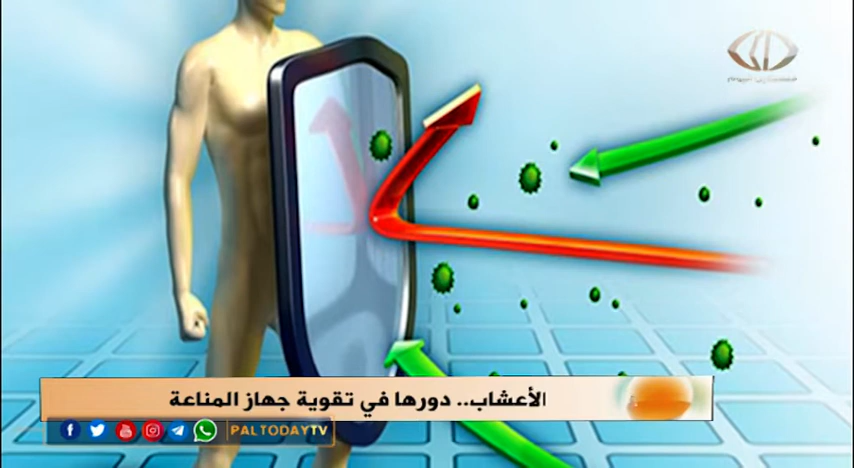 الأعشاب.. دورها في تقوية جهاز المناعة
PALTODAYTV